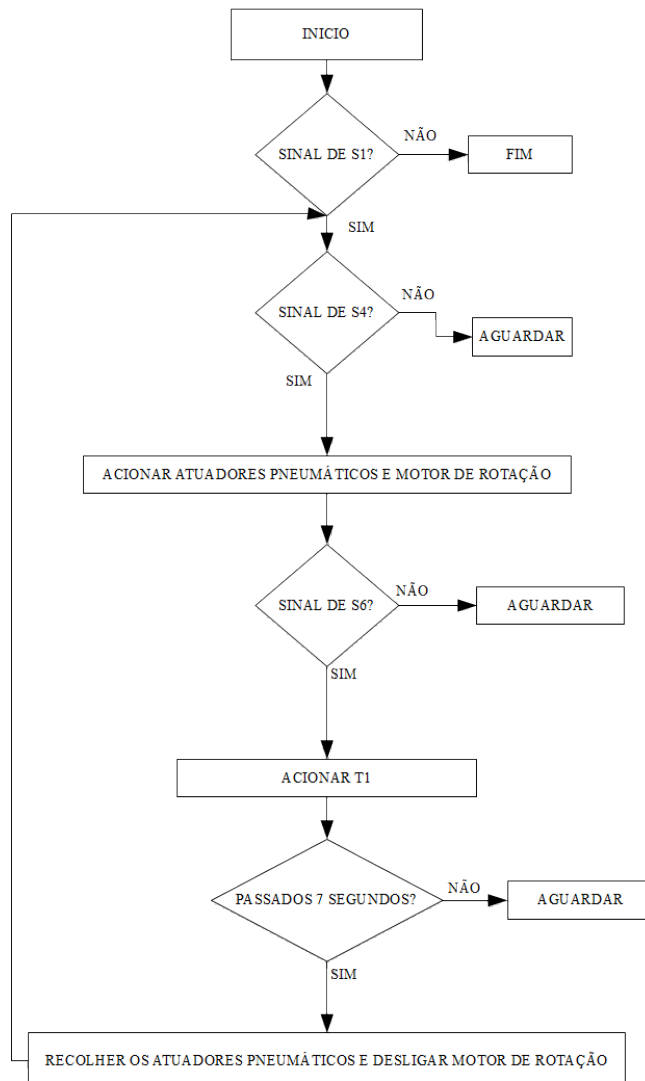 INICIO
SINAL DE S1?
NÃO
FIM
SIM
SINAL DE S4?
NÃO
AGUARDAR
SIM
ACIONAR ATUADORES PNEUMÁTICOS E MOTOR DE ROTAÇÃO
SINAL DE S6?
NÃO
AGUARDAR
SIM
ACIONAR T1
PASSADOS 7 SEGUNDOS?
NÃO
AGUARDAR
SIM
RECOLHER OS ATUADORES PNEUMÁTICOS E DESLIGAR MOTOR DE ROTAÇÃO